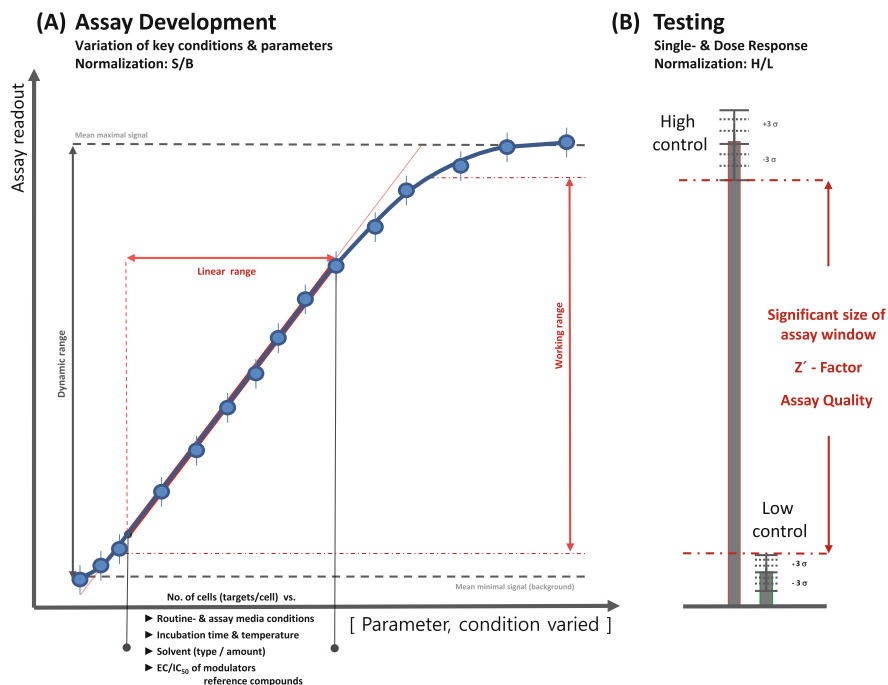 (A) Assay Development
Variation of key conditions & parameters
Normalization: S/B
Assay readout
Mean maximal signal
Dynamic range
Linear range
Working range
Mean minimal signal (background)
No. of cells (targets/cell) vs.
► Routine- & assay media conditions
► Incubation time & temperature
► Solvent (type / amount)
► EC/IC50 of modulators
reference compounds
[ Parameter, condition varied ]
(B) Testing
Single- & Dose Response
Normalization: H/L
High
control
+3 σ
-3 σ
Significant size of
assay window
Z´ - Factor
Assay Quality
Low
control
+3 σ
- 3 σ